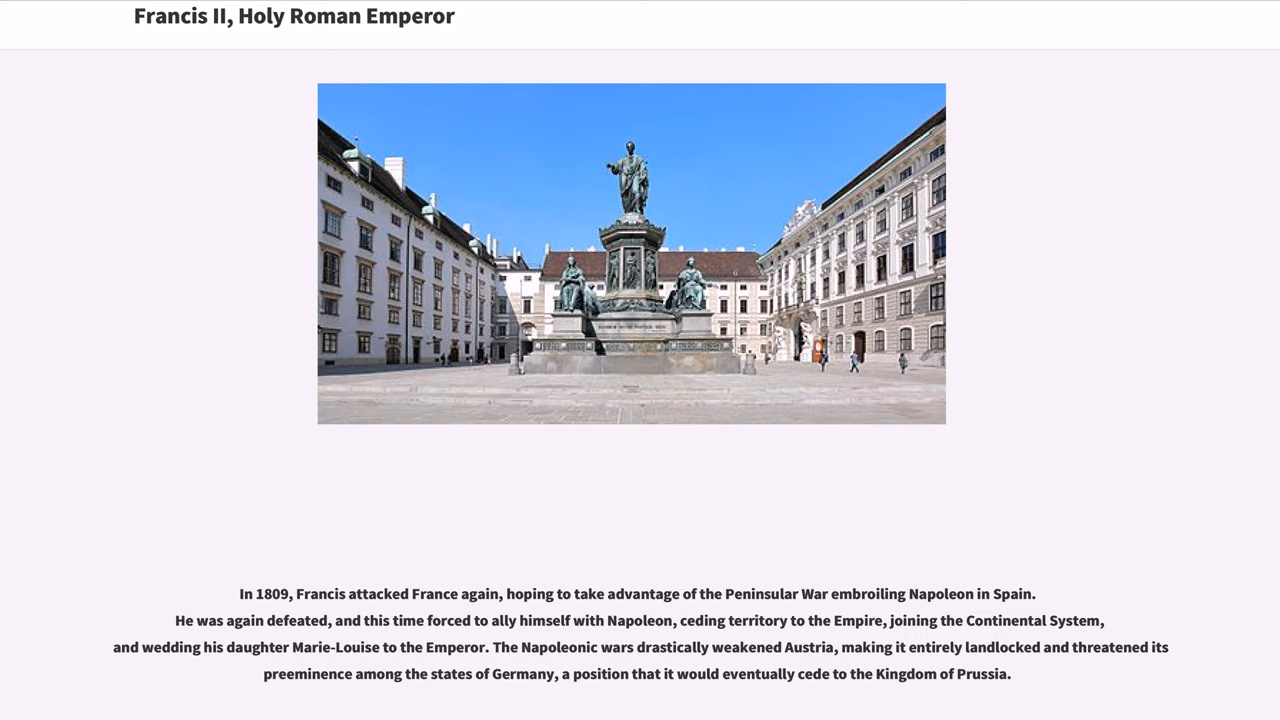 Francis II, Holy Roman Emperor
In 1809, Francis attacked France again, hoping to take advantage of the Peninsular War embroiling Napoleon in Spain.
He was again defeated, and this time forced to ally himself with Napoleon, ceding territory to the Empire, joining the Continental System,
and wedding his daughter Marie-Louise to the Emperor. The Napoleonic wars drastically weakened Austria, making it entirely landlocked and threatened its
preeminence among the states of Germany, a position that it would eventually cede to the Kingdom of Prussia.